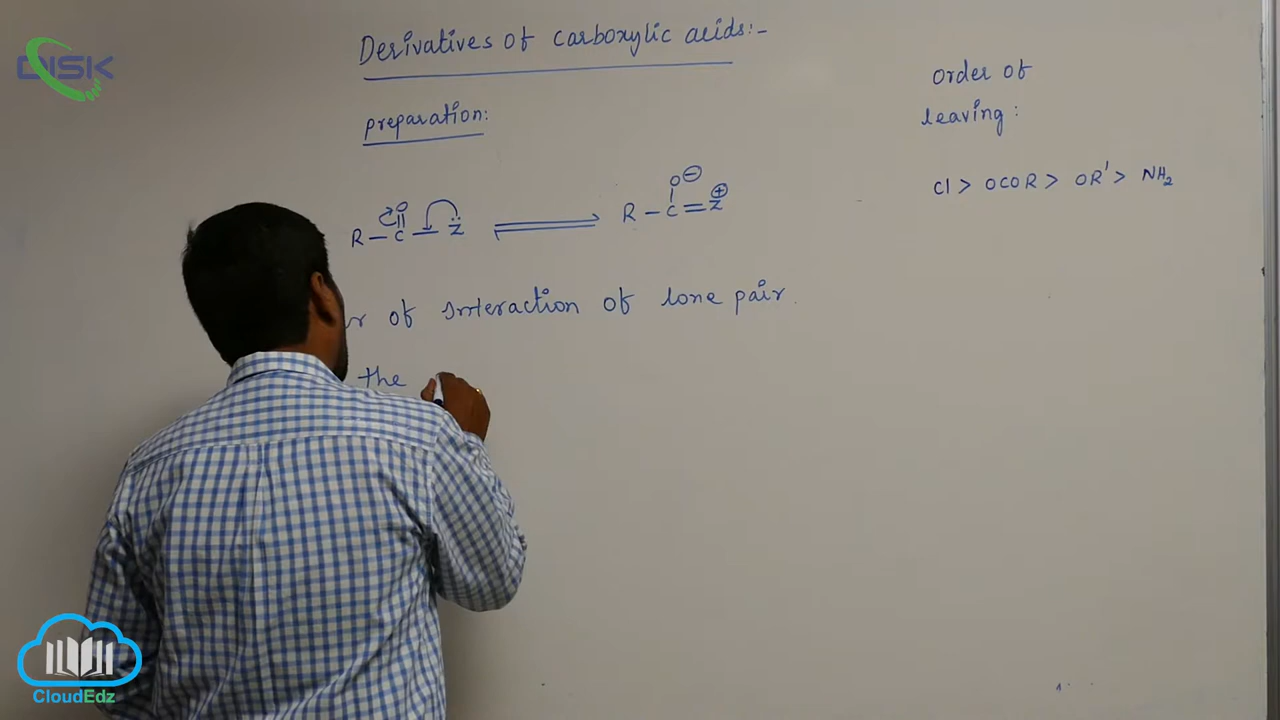 DISK
Derivatives of carboxylic acids:-
preparation:
R – C – Z̈
O
R – C = Z
O ⊖
⊕
of Interaction of lone pair
the
Order of
leaving:
Cl > OCOR > OR' > NH₂
CloudEdz